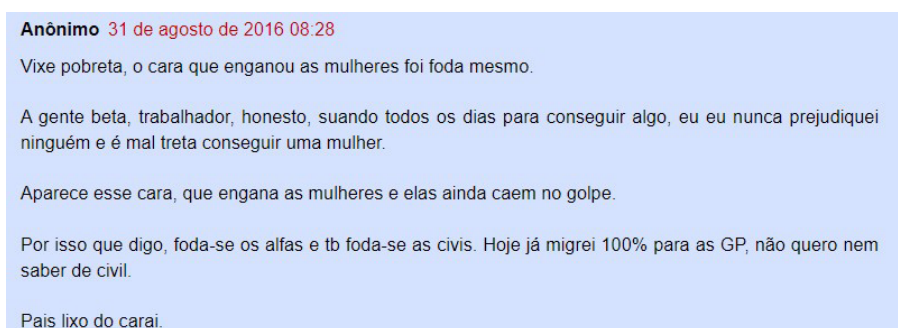 Anônimo 31 de agosto de 2016 08:28
Vixe pobreta, o cara que enganou as mulheres foi foda mesmo.
A gente beta, trabalhador, honesto, suando todos os dias para conseguir algo, eu eu nunca prejudiquei
ninguém e é mal treta conseguir uma mulher.
Aparece esse cara, que engana as mulheres e elas ainda caem no golpe.
Por isso que digo, foda-se os alfas e tb foda-se as civis. Hoje já migrei 100% para as GP, não quero nem
saber de civil.
Pais lixo do carai.